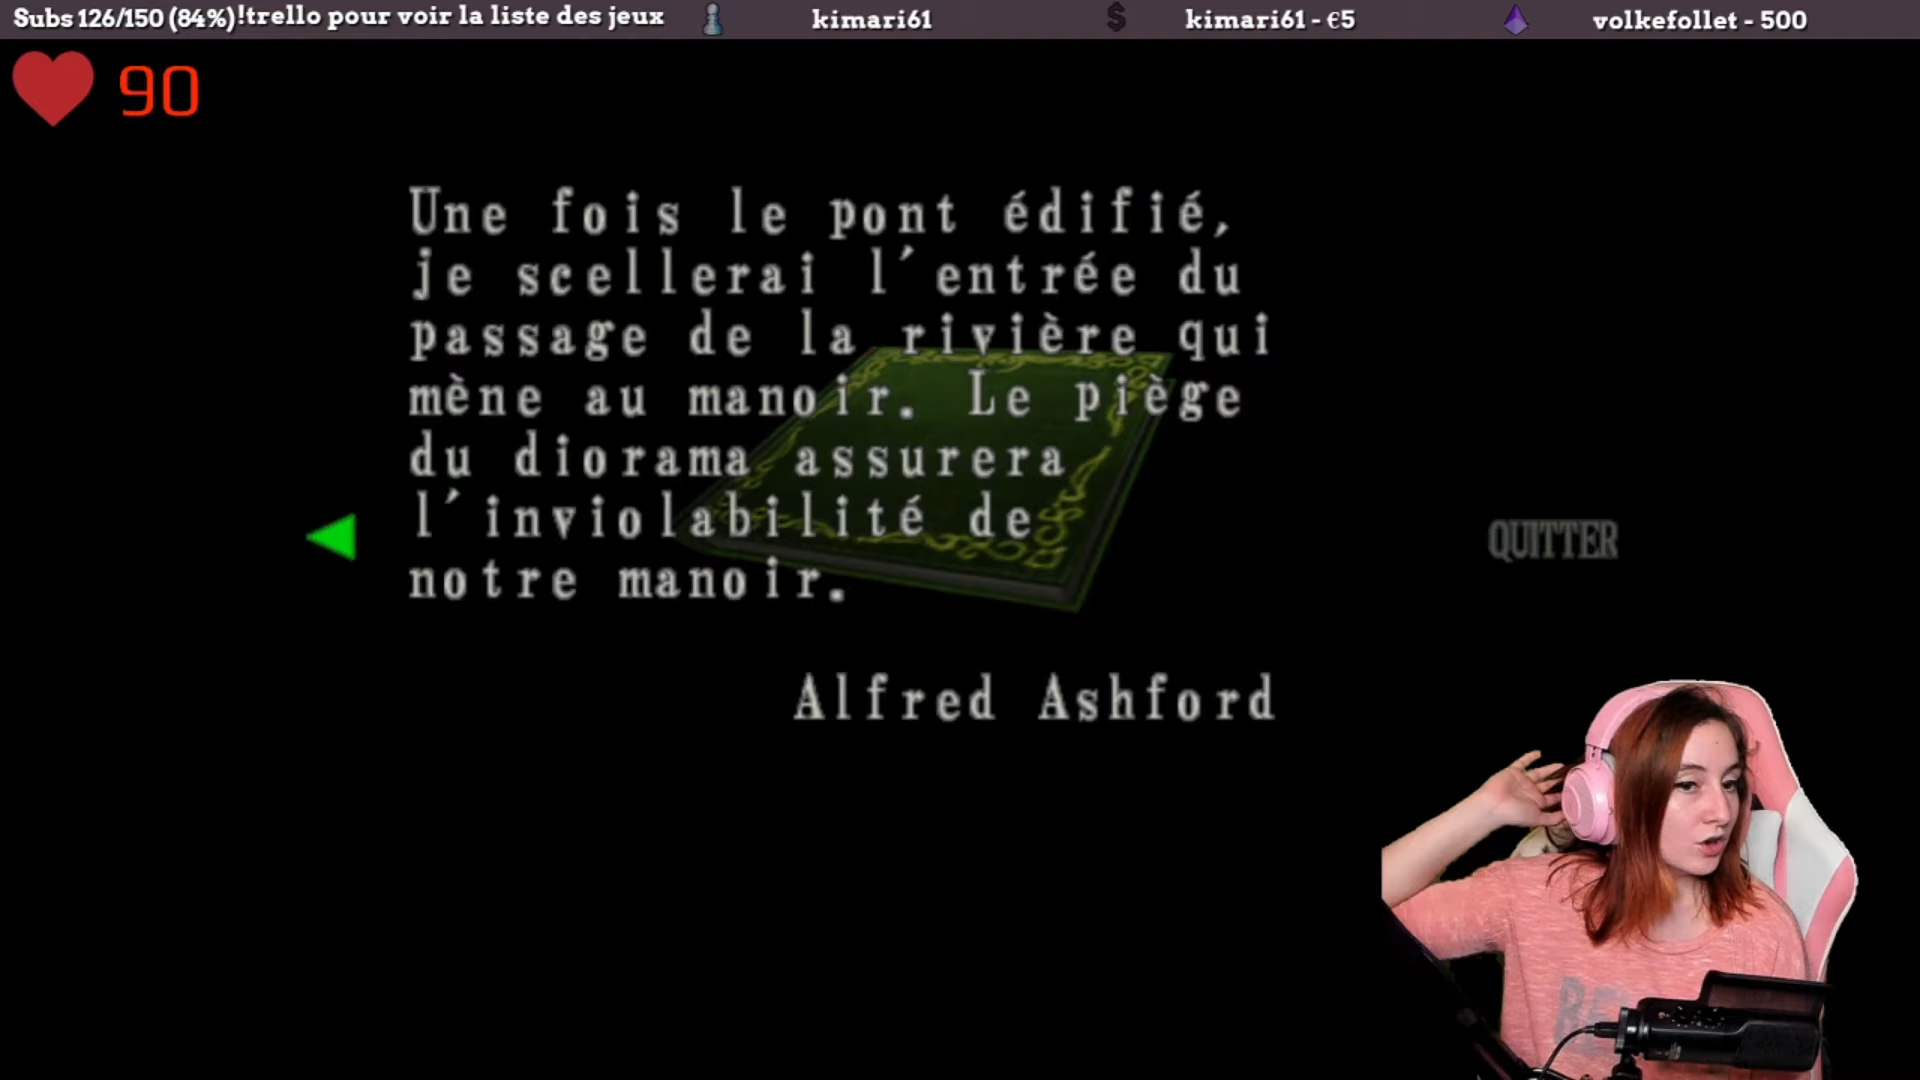 Subs 126/150 (84%)!trello pour voir la liste des jeux kimari61 kimari61 - €5 volkefollet - 500
90
Une fois le pont édifié,
je scellerai l'entrée du
passage de la rivière qui
mène au manoir. Le piège
du diorama assurera
l'inviolabilité de
notre manoir.
QUITTER
Alfred Ashford